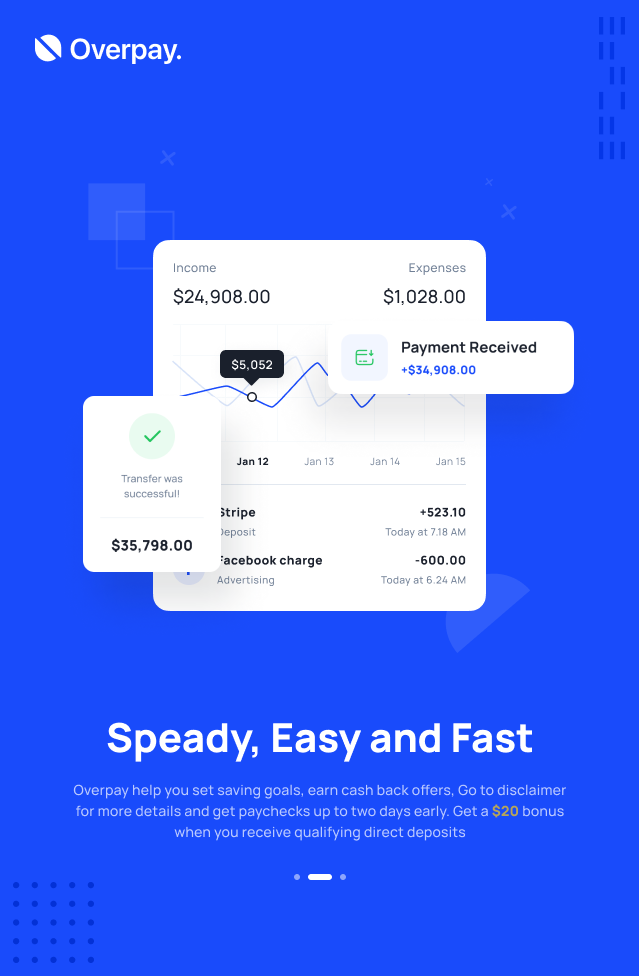 Overpay.
Income
Expenses
$24,908.00
$1,028.00
Payment Received
+$34,908.00
$5,052
Transfer was
successful!
$35,798.00
Jan 12
Jan 13
Jan 14
Jan 15
Stripe
+523.10
Deposit
Today at 7.18 AM
Facebook charge
-600.00
Advertising
Today at 6.24 AM
Speady, Easy and Fast
Overpay help you set saving goals, earn cash back offers, Go to disclaimer
for more details and get paychecks up to two days early. Get a $20 bonus
when you receive qualifying direct deposits